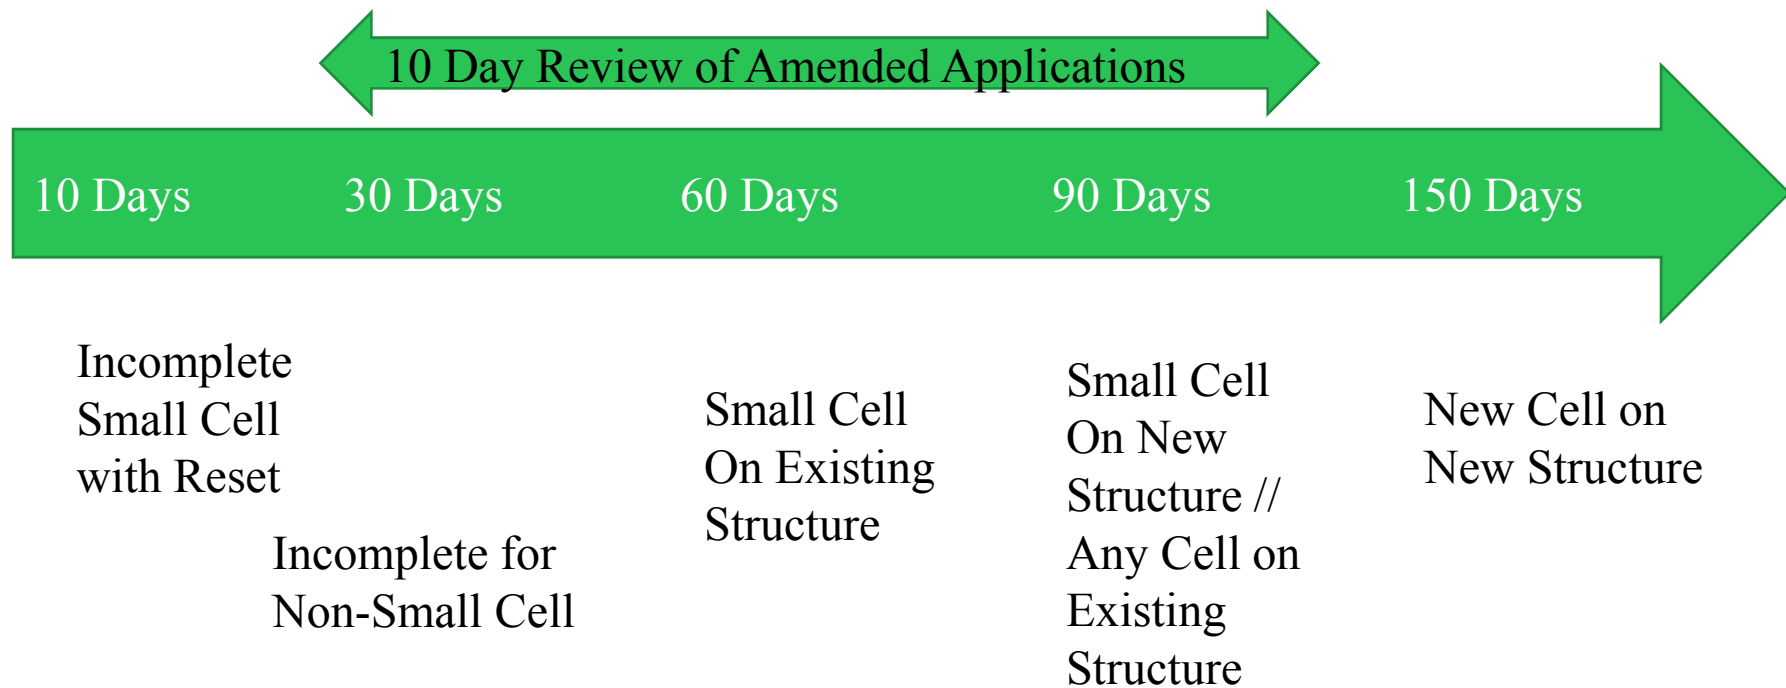 10 Day Review of Amended Applications
10 Days
30 Days
60 Days
90 Days
150 Days
Incomplete
Small Cell
with Reset
Incomplete for
Non-Small Cell
Small Cell
On Existing
Structure
Small Cell
On New
Structure //
Any Cell on
Existing
Structure
New Cell on
New Structure